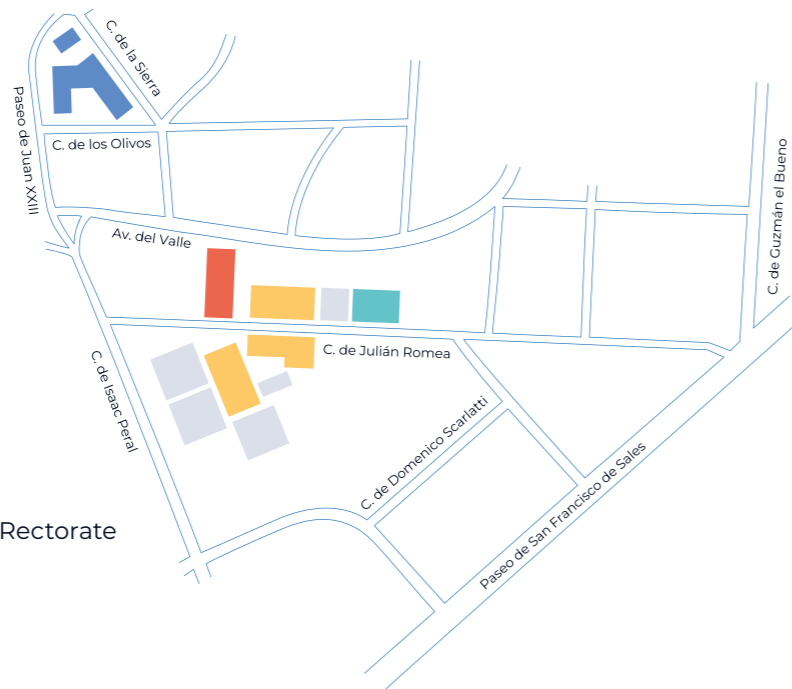 C. de la Sierra
Paseo de Juan XXIII
C. de los Olivos
C. de Guzmán el Bueno
Av. del Valle
C. de Julián Romea
C. de Isaac Peral
C. de Domenico Scarlatti
Paseo de San Francisco de Sales
Rectorate